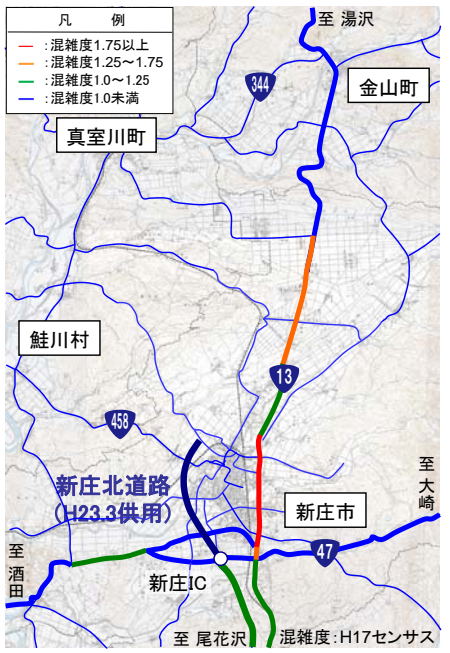 凡 例
:混雑度1.75以上
:混雑度1.25～1.75
:混雑度1.0～1.25
:混雑度1.0未満
至 湯沢
344
金山町
真室川町
鮭川村
13
458
新庄北道路
(H23.3供用)
至 大崎
新庄市
至 酒田
47
新庄IC
至 尾花沢
混雑度:H17センサス